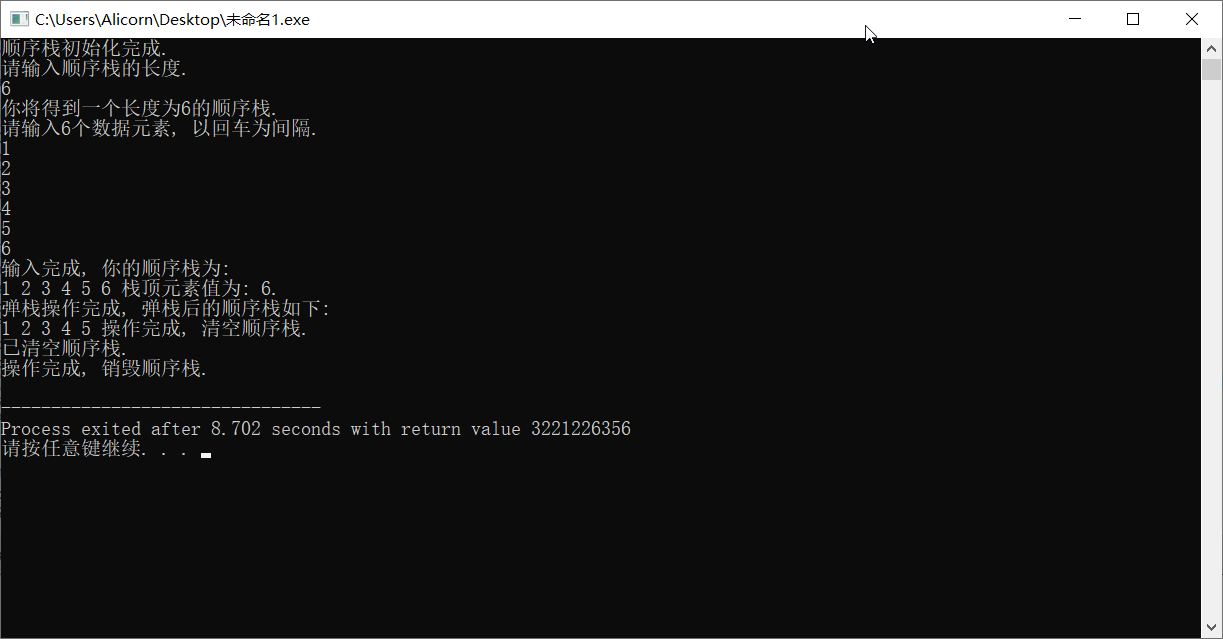 C:\Users\Alicorn\Desktop\未命名1.exe
顺序栈初始化完成.
请输入顺序栈的长度.
6
你将得到一个长度为6的顺序栈.
请输入6个数据元素, 以回车为间隔.
1
2
3
4
5
6
输入完成, 你的顺序栈为:
1 2 3 4 5 6 栈顶元素值为: 6.
弹栈操作完成, 弹栈后的顺序栈如下:
1 2 3 4 5 操作完成, 清空顺序栈.
已清空顺序栈.
操作完成, 销毁顺序栈.
--------------------------------
Process exited after 8.702 seconds with return value 3221226356
请按任意键继续. . .